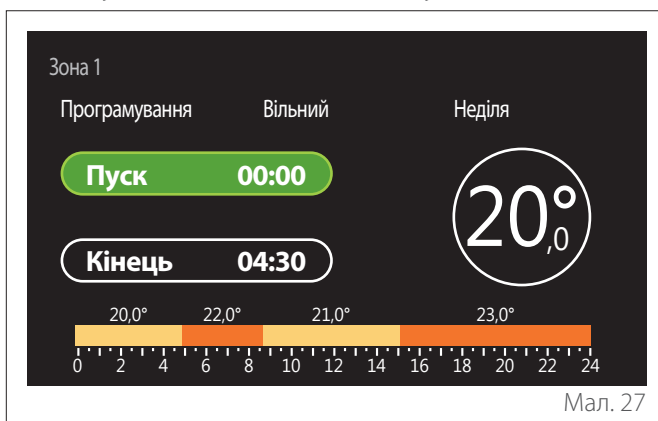 Зона 1
Програмування Вільний Неділя
Пуск 00:00
20,0°
Кінець 04:30
20,0° 22,0° 21,0° 23,0°
0 2 4 6 8 10 12 14 16 18 20 22 24
Мал. 27